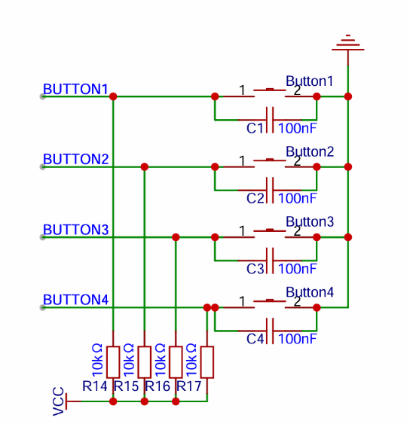 Button1
BUTTON1 1 2
C1 100nF
Button2
BUTTON2 1 2
C2 100nF
Button3
BUTTON3 1 2
C3 100nF
Button4
BUTTON4 1 2
C4 100nF
10kΩ 10kΩ 10kΩ 10kΩ
R14 R15 R16 R17
VCC